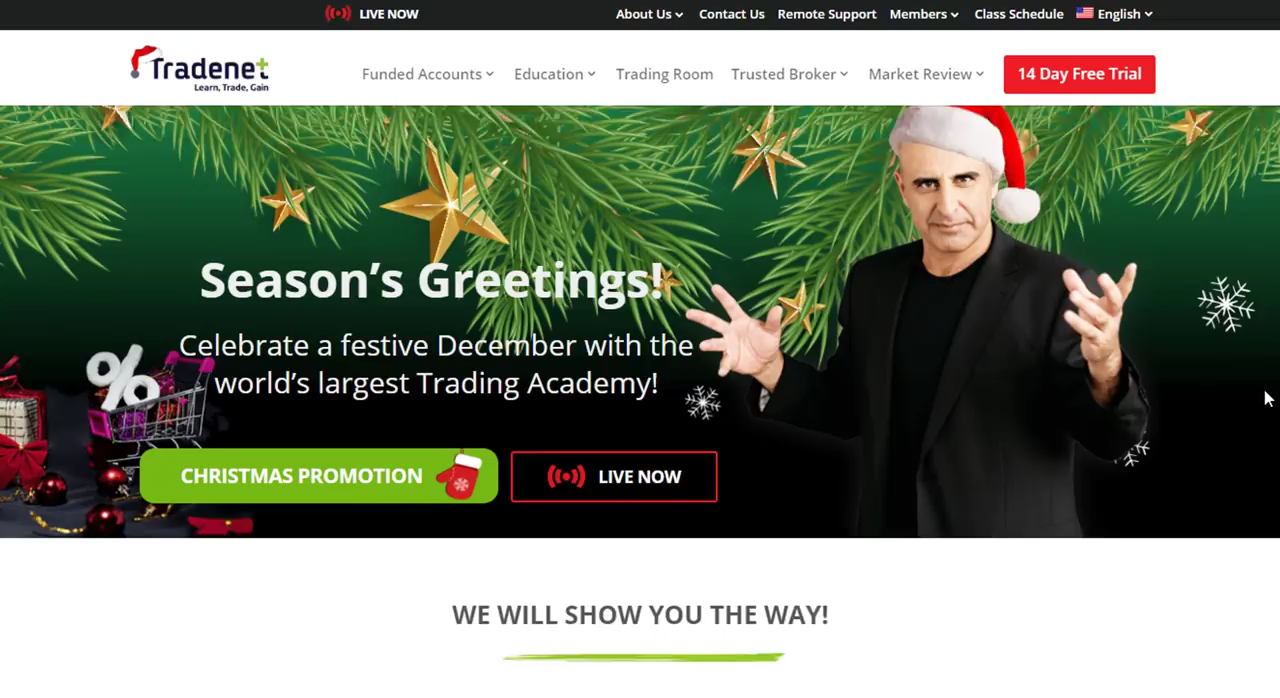 LIVE NOW About Us Contact Us Remote Support Members Class Schedule English
Tradenet
Learn, Trade, Gain
Funded Accounts Education Trading Room Trusted Broker Market Review 14 Day Free Trial
Season's Greetings!
Celebrate a festive December with the
world's largest Trading Academy!
%
CHRISTMAS PROMOTION LIVE NOW
WE WILL SHOW YOU THE WAY!